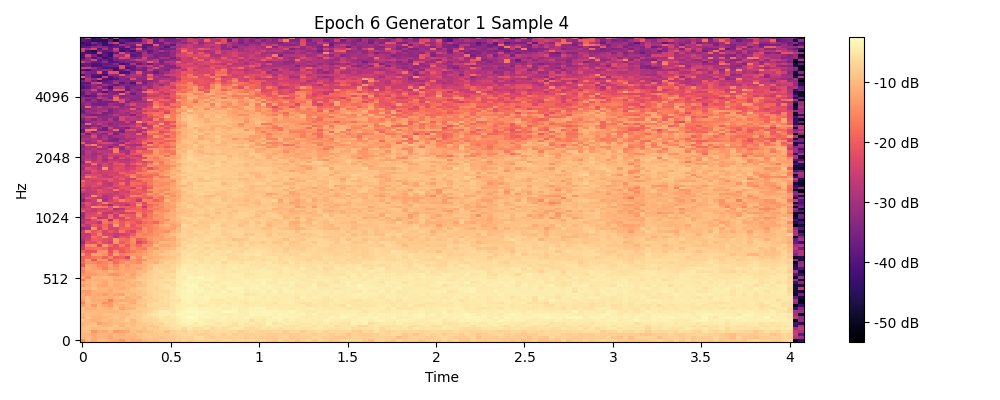 Epoch 6 Generator 1 Sample 4
Hz
4096
2048
1024
512
0
0 0.5 1 1.5 2 2.5 3 3.5 4
Time
-10 dB
-20 dB
-30 dB
-40 dB
-50 dB